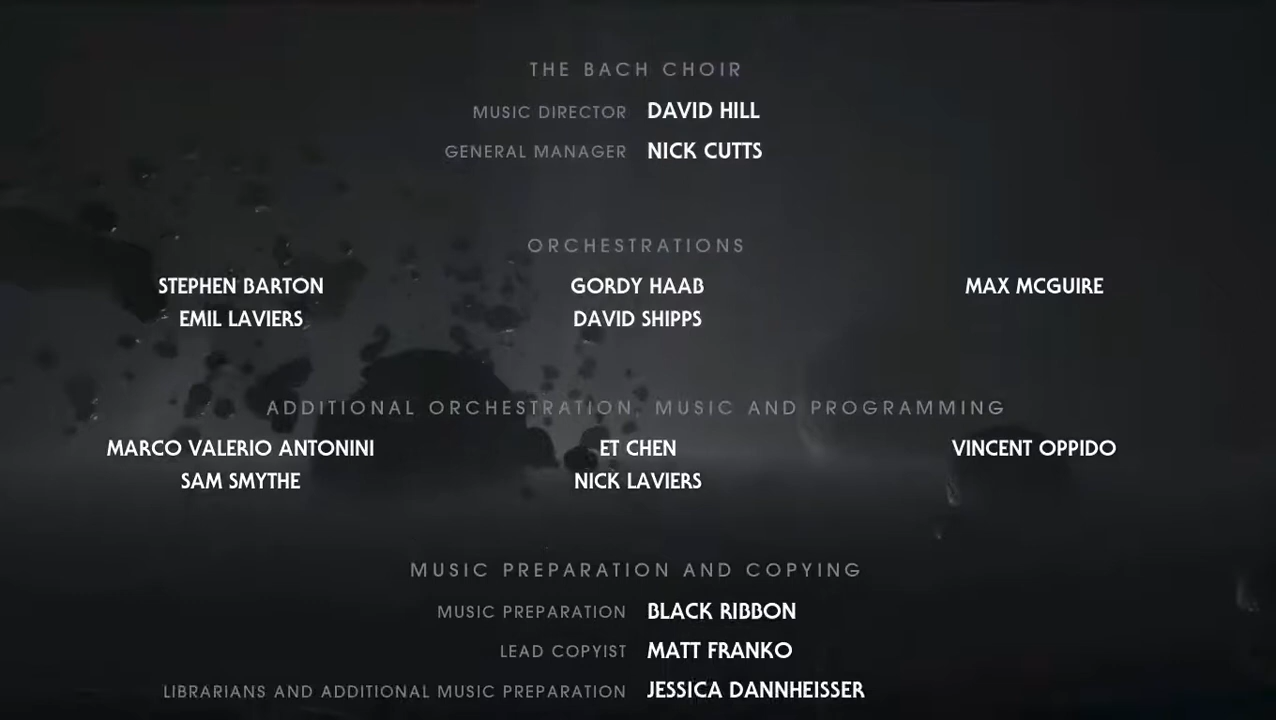 THE BACH CHOIR
MUSIC DIRECTOR DAVID HILL
GENERAL MANAGER NICK CUTTS
ORCHESTRATIONS
STEPHEN BARTON GORDY HAAB MAX MCGUIRE
EMIL LAVIERS DAVID SHIPPS
ADDITIONAL ORCHESTRATION, MUSIC AND PROGRAMMING
MARCO VALERIO ANTONINI ET CHEN VINCENT OPPIDO
SAM SMYTHE NICK LAVIERS
MUSIC PREPARATION AND COPYING
MUSIC PREPARATION BLACK RIBBON
LEAD COPYIST MATT FRANKO
LIBRARIANS AND ADDITIONAL MUSIC PREPARATION JESSICA DANNHEISSER